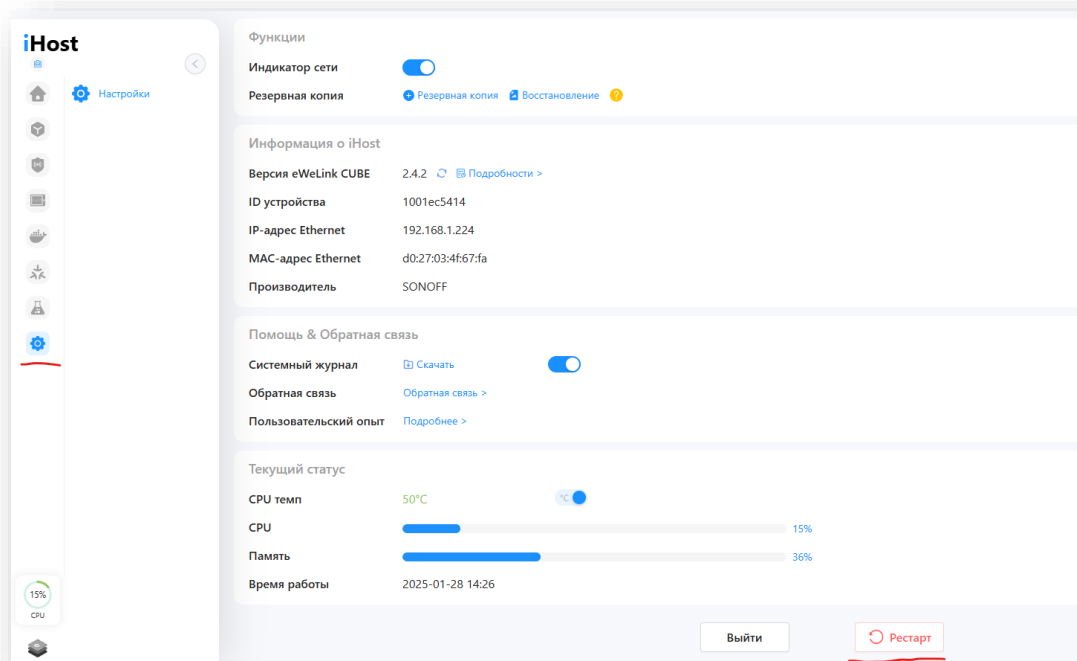 iHost
Настройки
Функции
Индикатор сети
Резервная копия Резервная копия Восстановление ?
Информация о iHost
Версия eWeLink CUBE 2.4.2 Подробности >
ID устройства 1001ec5414
IP-адрес Ethernet 192.168.1.224
MAC-адрес Ethernet d0:27:03:4f:67:fa
Производитель SONOFF
Помощь & Обратная связь
Системный журнал Скачать
Обратная связь Обратная связь >
Пользовательский опыт Подробнее >
Текущий статус
CPU темп 50°C °C
CPU 15%
Память 36%
Время работы 2025-01-28 14:26
15%
CPU
Выйти Рестарт